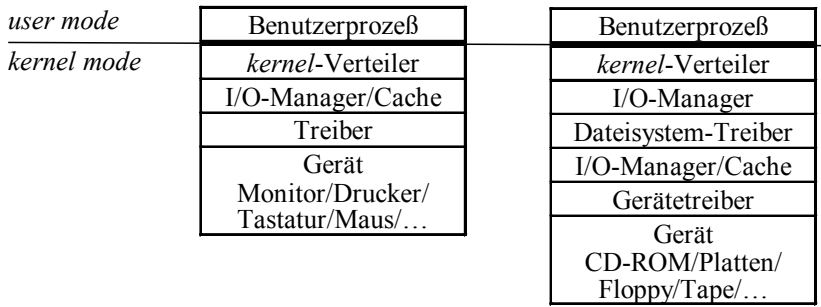 user mode
kernel mode
Benutzerprozeß
kernel-Verteiler
I/O-Manager/Cache
Treiber
Gerät
Monitor/Drucker/
Tastatur/Maus/…
Benutzerprozeß
kernel-Verteiler
I/O-Manager
Dateisystem-Treiber
I/O-Manager/Cache
Gerätetreiber
Gerät
CD-ROM/Platten/
Floppy/Tape/…